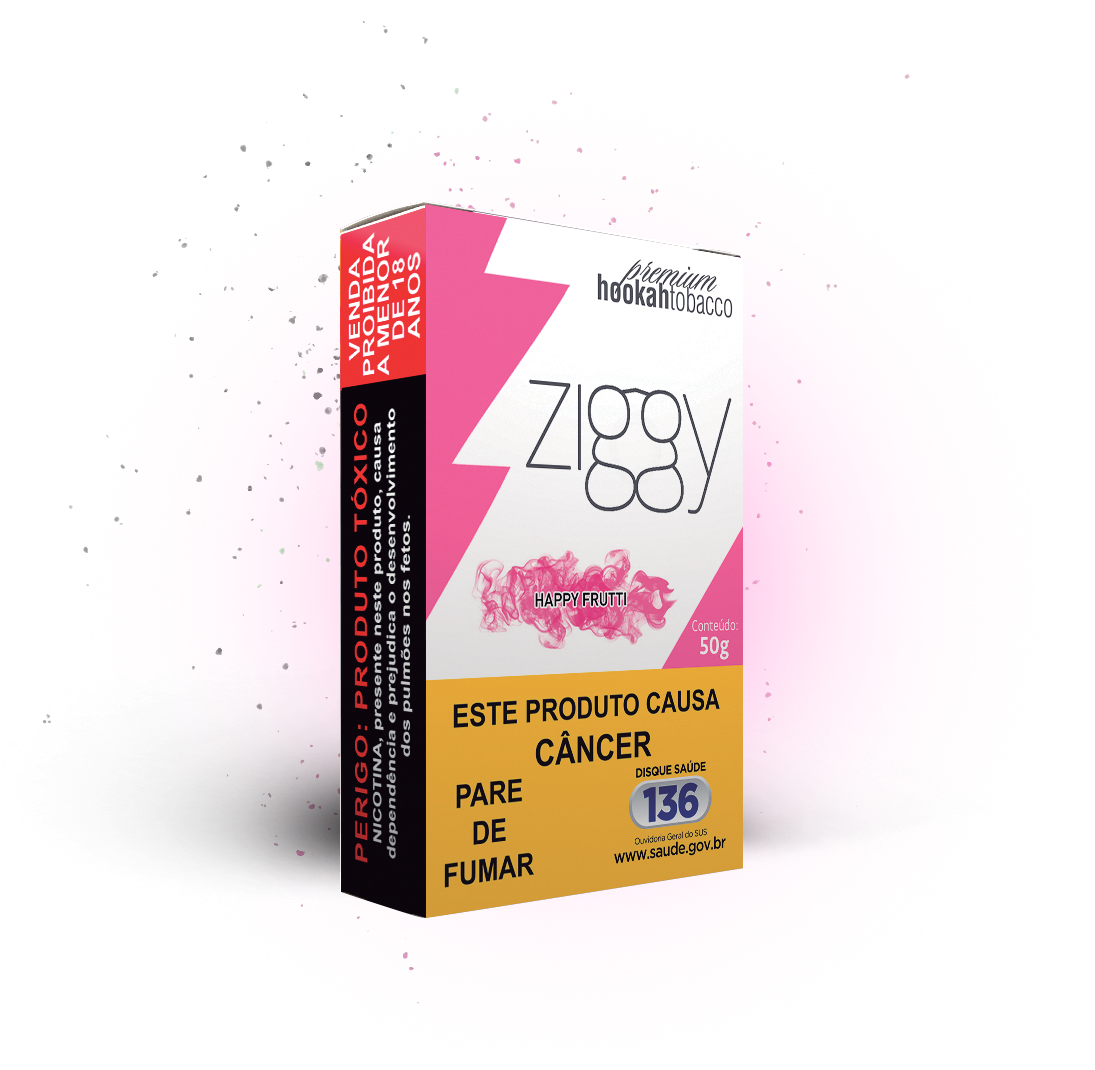 VENDA
PROIBIDA
A MENOR
DE 18
ANOS
PERIGO: PRODUTO TÓXICO
NICOTINA, presente neste produto, causa
dependência e prejudica o desenvolvimento
dos pulmões nos fetos.
premium
hookahtobacco
ziggy
HAPPY FRUTTI
Conteúdo:
50g
ESTE PRODUTO CAUSA
CÂNCER
PARE
DE
FUMAR
DISQUE SAÚDE
136
Ouvidoria Geral do SUS
www.saude.gov.br